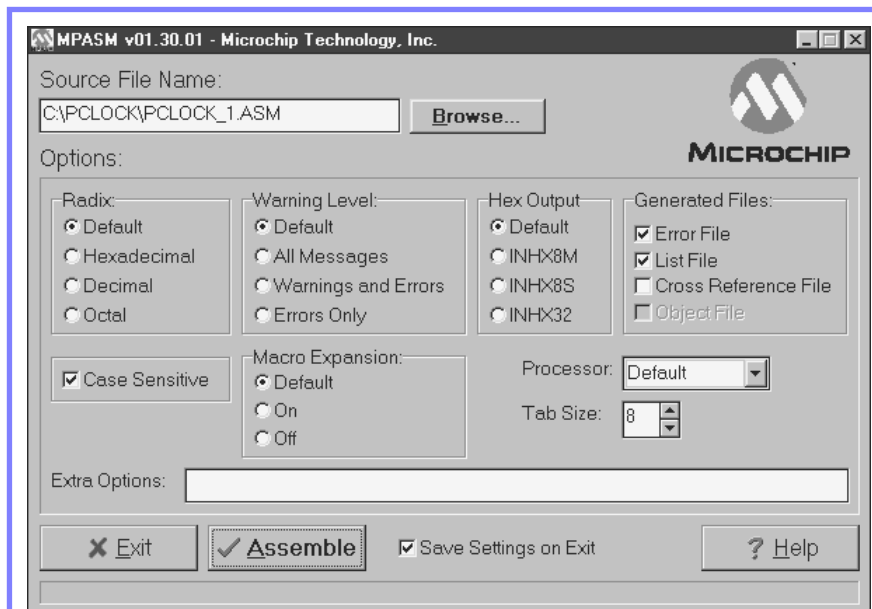 MPASM v01.30.01 - Microchip Technology, Inc.
Source File Name:
C:\PCLOCK\PCLOCK_1.ASM
Browse...
MICROCHIP
Options:
Radix:
Default
Hexadecimal
Decimal
Octal
Warning Level:
Default
All Messages
Warnings and Errors
Errors Only
Hex Output
Default
INHX8M
INHX8S
INHX32
Generated Files:
Error File
List File
Cross Reference File
Object File
Case Sensitive
Macro Expansion:
Default
On
Off
Processor: Default
Tab Size: 8
Extra Options:
Exit
Assemble
Save Settings on Exit
? Help